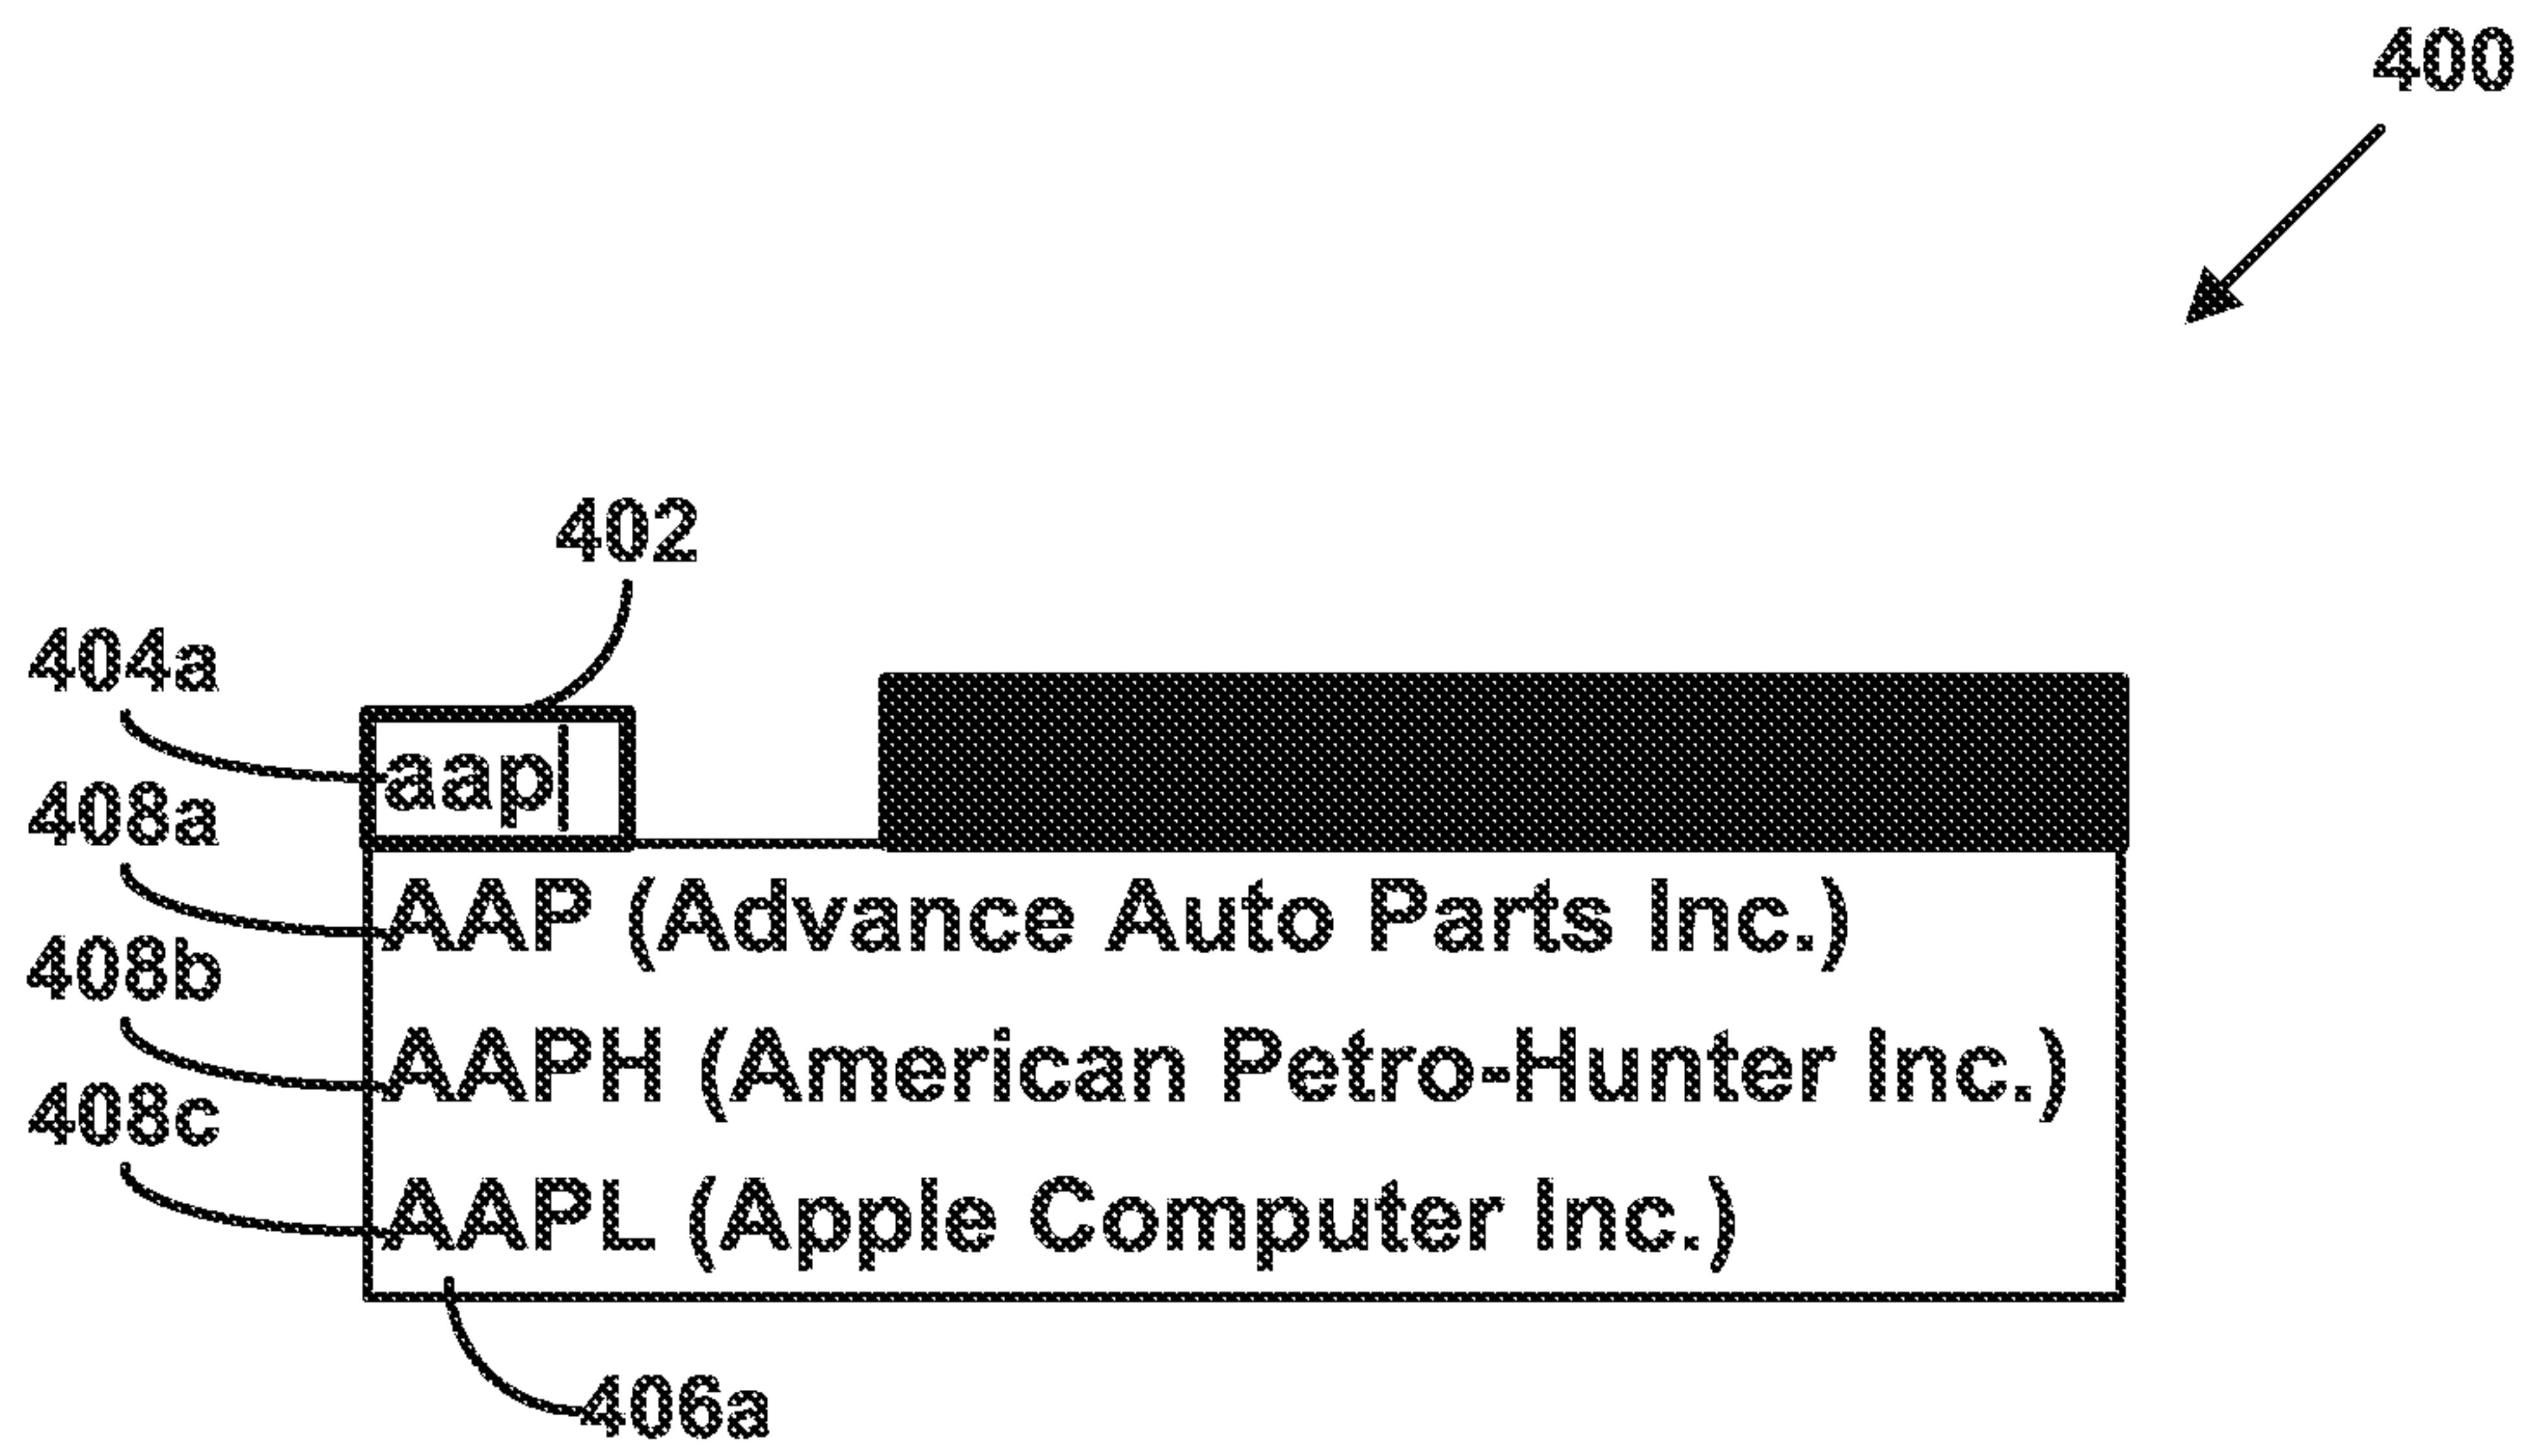 400
402
404a
aap
408a
AAP (Advance Auto Parts Inc.)
408b
AAPH (American Petro-Hunter Inc.)
408c
AAPL (Apple Computer Inc.)
406a